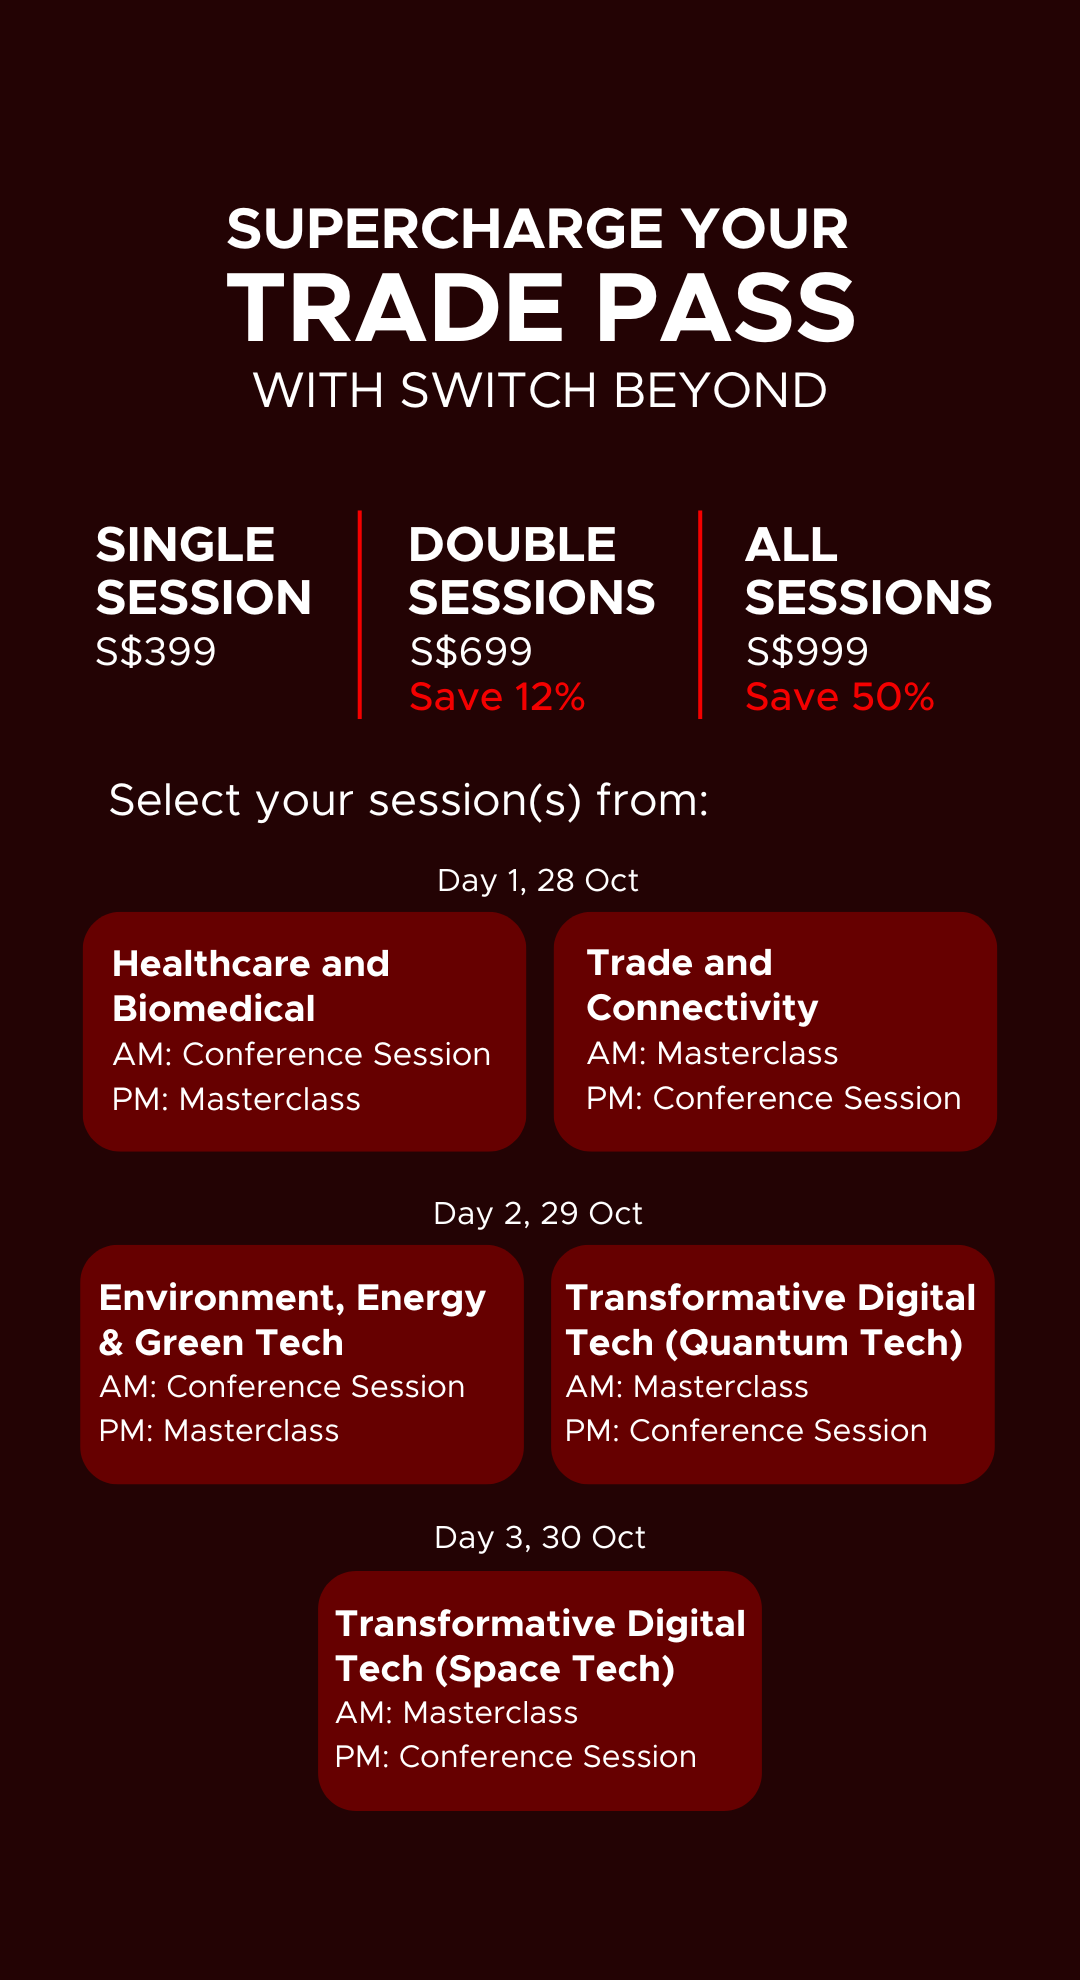 SUPERCHARGE YOUR
TRADE PASS
WITH SWITCH BEYOND
SINGLE
SESSION
S$399
DOUBLE
SESSIONS
S$699
Save 12%
ALL
SESSIONS
S$999
Save 50%
Select your session(s) from:
Day 1, 28 Oct
Healthcare and
Biomedical
AM: Conference Session
PM: Masterclass
Trade and
Connectivity
AM: Masterclass
PM: Conference Session
Day 2, 29 Oct
Environment, Energy
& Green Tech
AM: Conference Session
PM: Masterclass
Transformative Digital
Tech (Quantum Tech)
AM: Masterclass
PM: Conference Session
Day 3, 30 Oct
Transformative Digital
Tech (Space Tech)
AM: Masterclass
PM: Conference Session